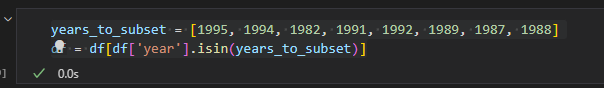 years_to_subset = [1995, 1994, 1982, 1991, 1992, 1989, 1987, 1988]
df = df[df['year'].isin(years_to_subset)]
0.0s